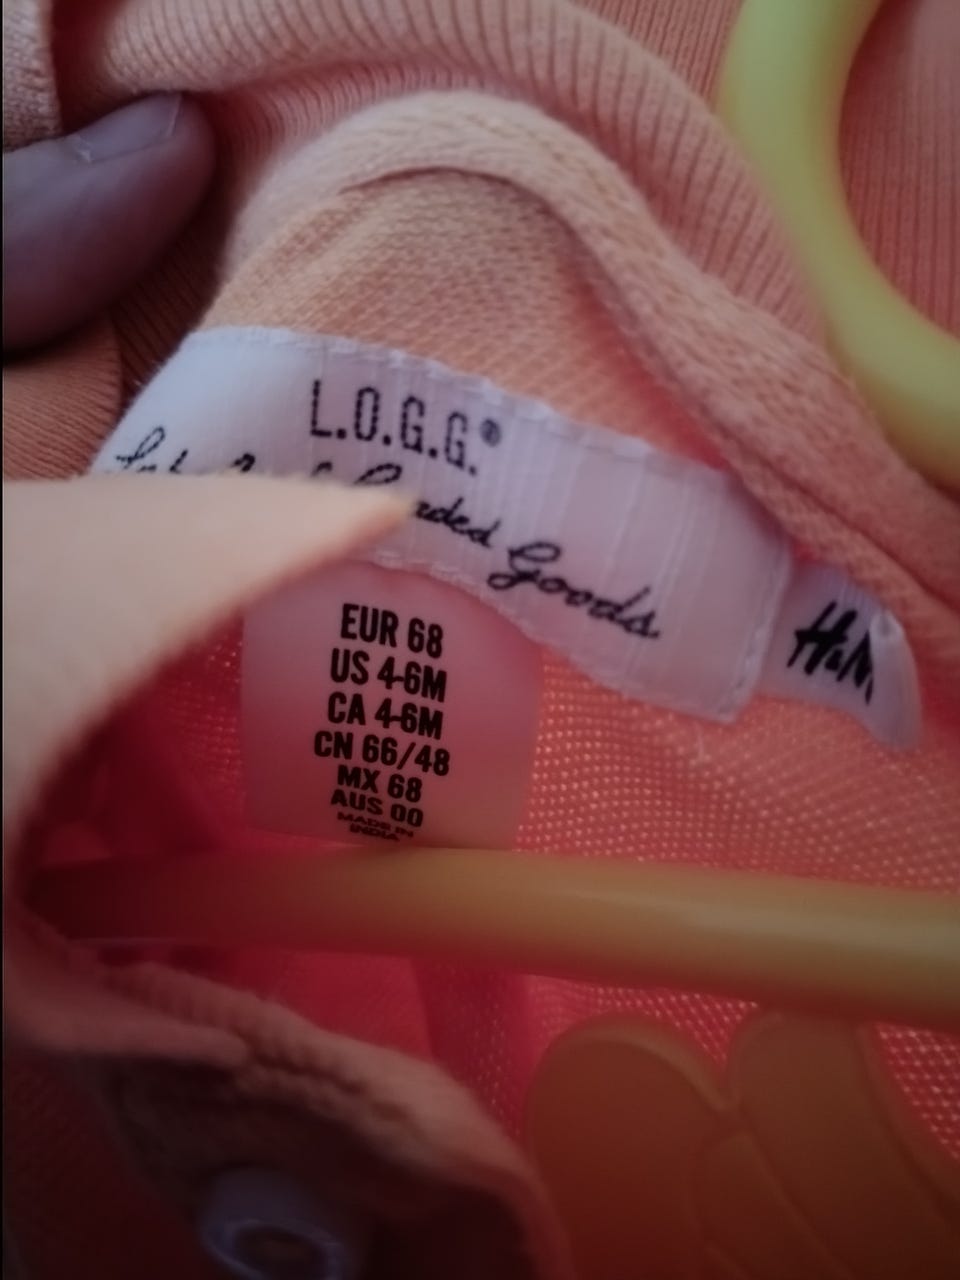 L.O.G.G.®
Goods.
H&M
EUR 68
US 4-6M
CA 4-6M
CN 66/48
MX 68
AUS 00
MADE IN
INDIA